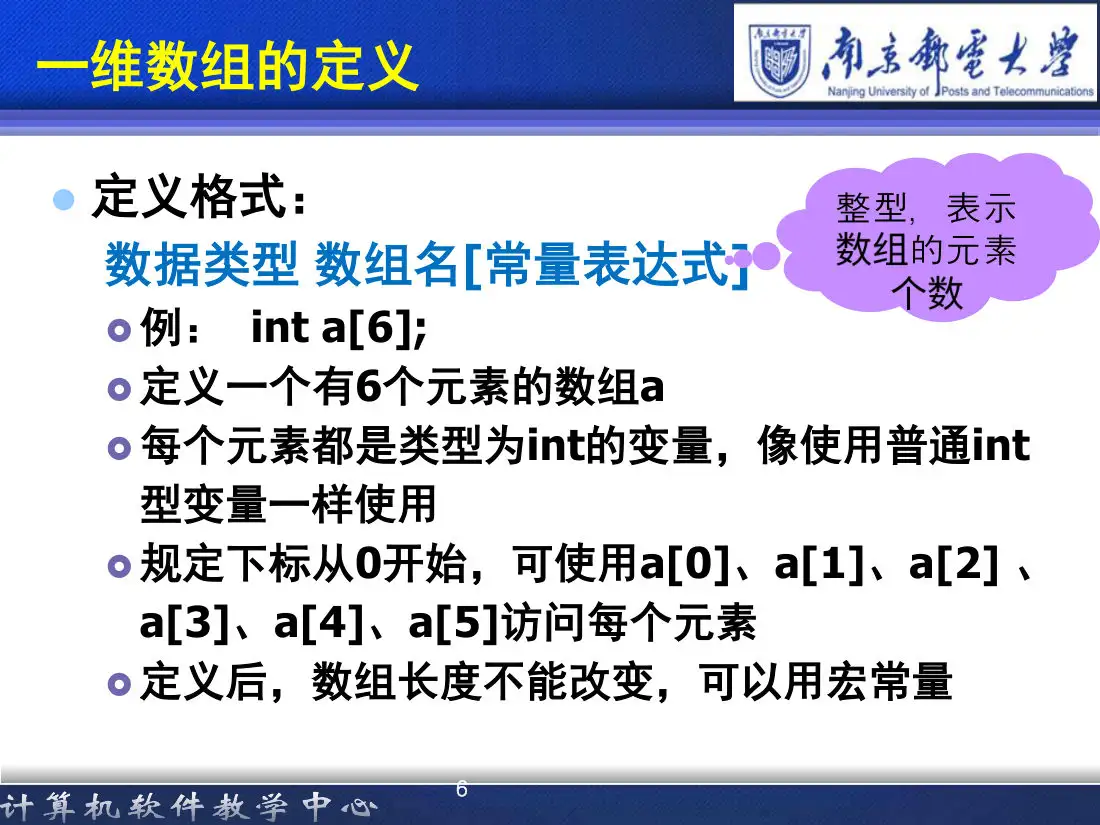 一维数组的定义
南京邮电大学
Nanjing University of Posts and Telecommunications
定义格式：
数据类型 数组名[常量表达式]
整型，表示
数组的元素
个数
例： int a[6];
定义一个有6个元素的数组a
每个元素都是类型为int的变量，像使用普通int
型变量一样使用
规定下标从0开始，可使用a[0]、a[1]、a[2] 、
a[3]、a[4]、a[5]访问每个元素
定义后，数组长度不能改变，可以用宏常量
计算机软件教学中心
6